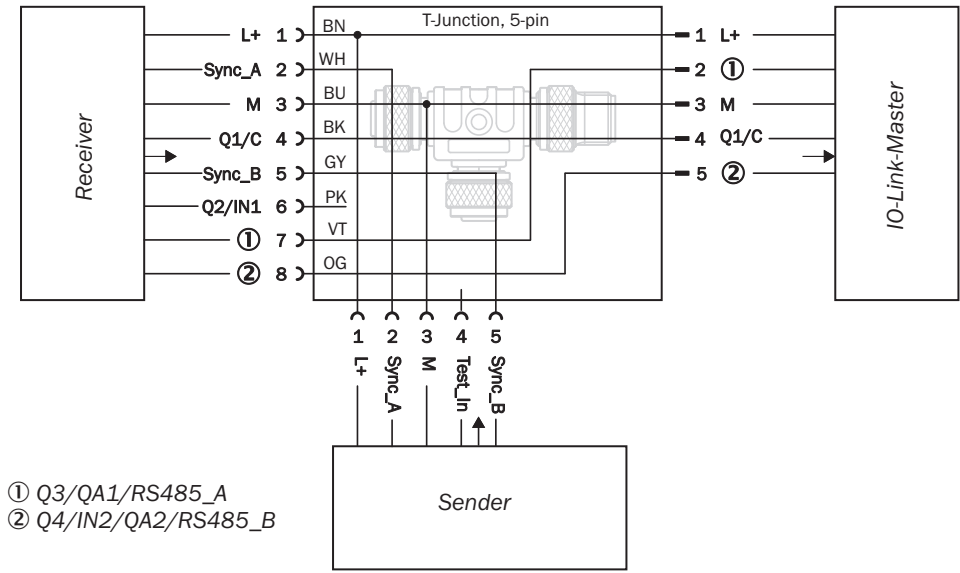 T-Junction, 5-pin
L+ 1 BN 1 L+
Sync_A 2 WH 2 ①
M 3 BU 3 M
Q1/C 4 BK 4 Q1/C
Sync_B 5 GY 5 ②
Q2/IN1 6 PK
① 7 VT
② 8 OG
Receiver
IO-Link-Master
1 2 3 4 5
L+
Sync_A
M
Test_In
Sync_B
Sender
① Q3/QA1/RS485_A
② Q4/IN2/QA2/RS485_B